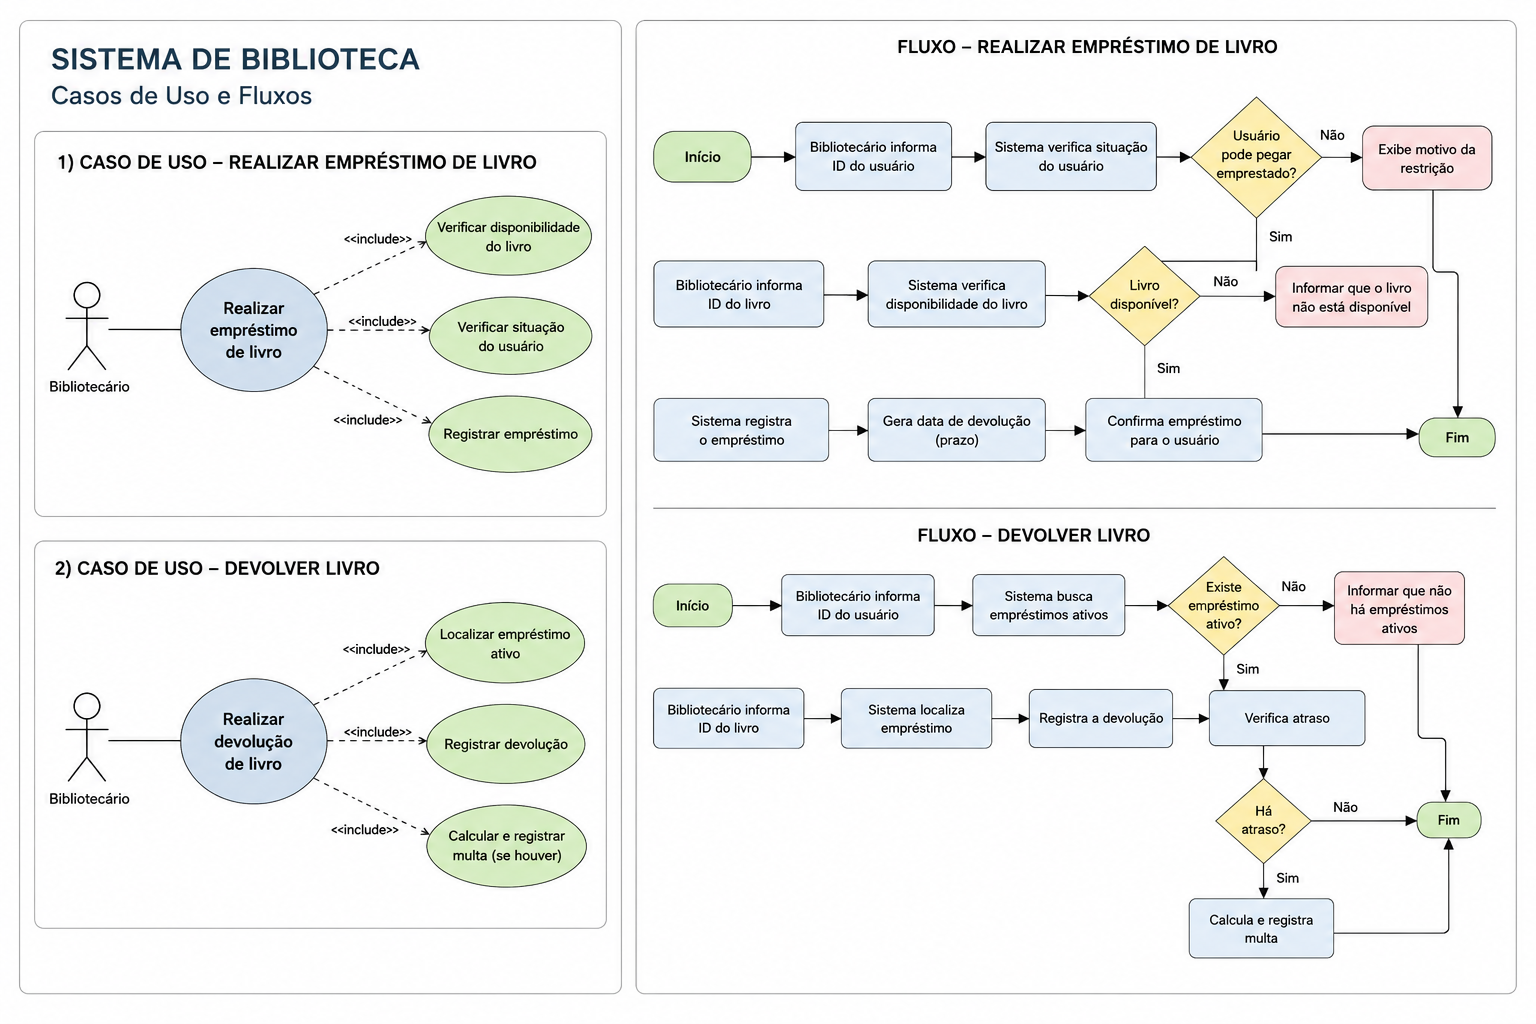 SISTEMA DE BIBLIOTECA
Casos de Uso e Fluxos
1) CASO DE USO – REALIZAR EMPRÉSTIMO DE LIVRO
Bibliotecário
Realizar
empréstimo
de livro
<<include>>
<<include>>
<<include>>
Verificar disponibilidade
do livro
Verificar situação
do usuário
Registrar empréstimo
2) CASO DE USO – DEVOLVER LIVRO
Bibliotecário
Realizar
devolução
de livro
<<include>>
<<include>>
<<include>>
Localizar empréstimo
ativo
Registrar devolução
Calcular e registrar
multa (se houver)
FLUXO – REALIZAR EMPRÉSTIMO DE LIVRO
Início
Bibliotecário informa
ID do usuário
Sistema verifica situação
do usuário
Usuário
pode pegar
emprestado?
Não
Exibe motivo da
restrição
Sim
Bibliotecário informa
ID do livro
Sistema verifica
disponibilidade do livro
Livro
disponível?
Não
Informar que o livro
não está disponível
Sim
Sistema registra
o empréstimo
Gera data de devolução
(prazo)
Confirma empréstimo
para o usuário
Fim
FLUXO – DEVOLVER LIVRO
Início
Bibliotecário informa
ID do usuário
Sistema busca
empréstimos ativos
Existe
empréstimo
ativo?
Não
Informar que não
há empréstimos
ativos
Sim
Bibliotecário informa
ID do livro
Sistema localiza
empréstimo
Registra a devolução
Verifica atraso
Há
atraso?
Não
Fim
Sim
Calcula e registra
multa